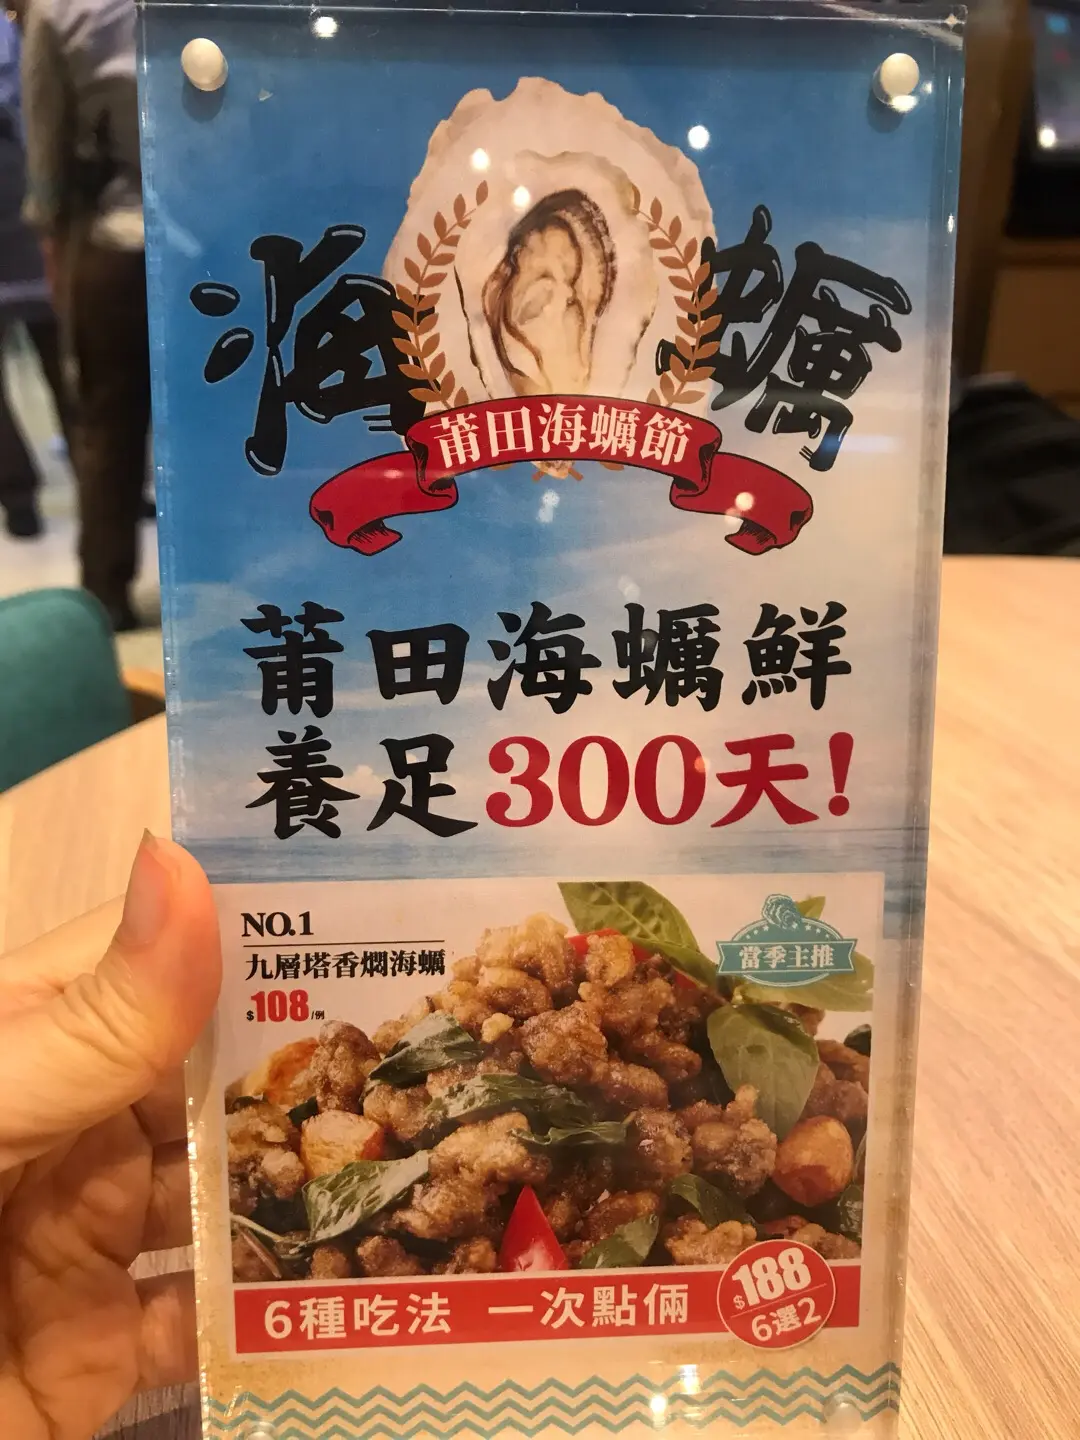 海蠣
莆田海蠣節
莆田海蠣鮮
養足300天!
NO.1
九層塔香燜海蠣
$108/例
當季主推
6種吃法 一次點倆
$188
6選2